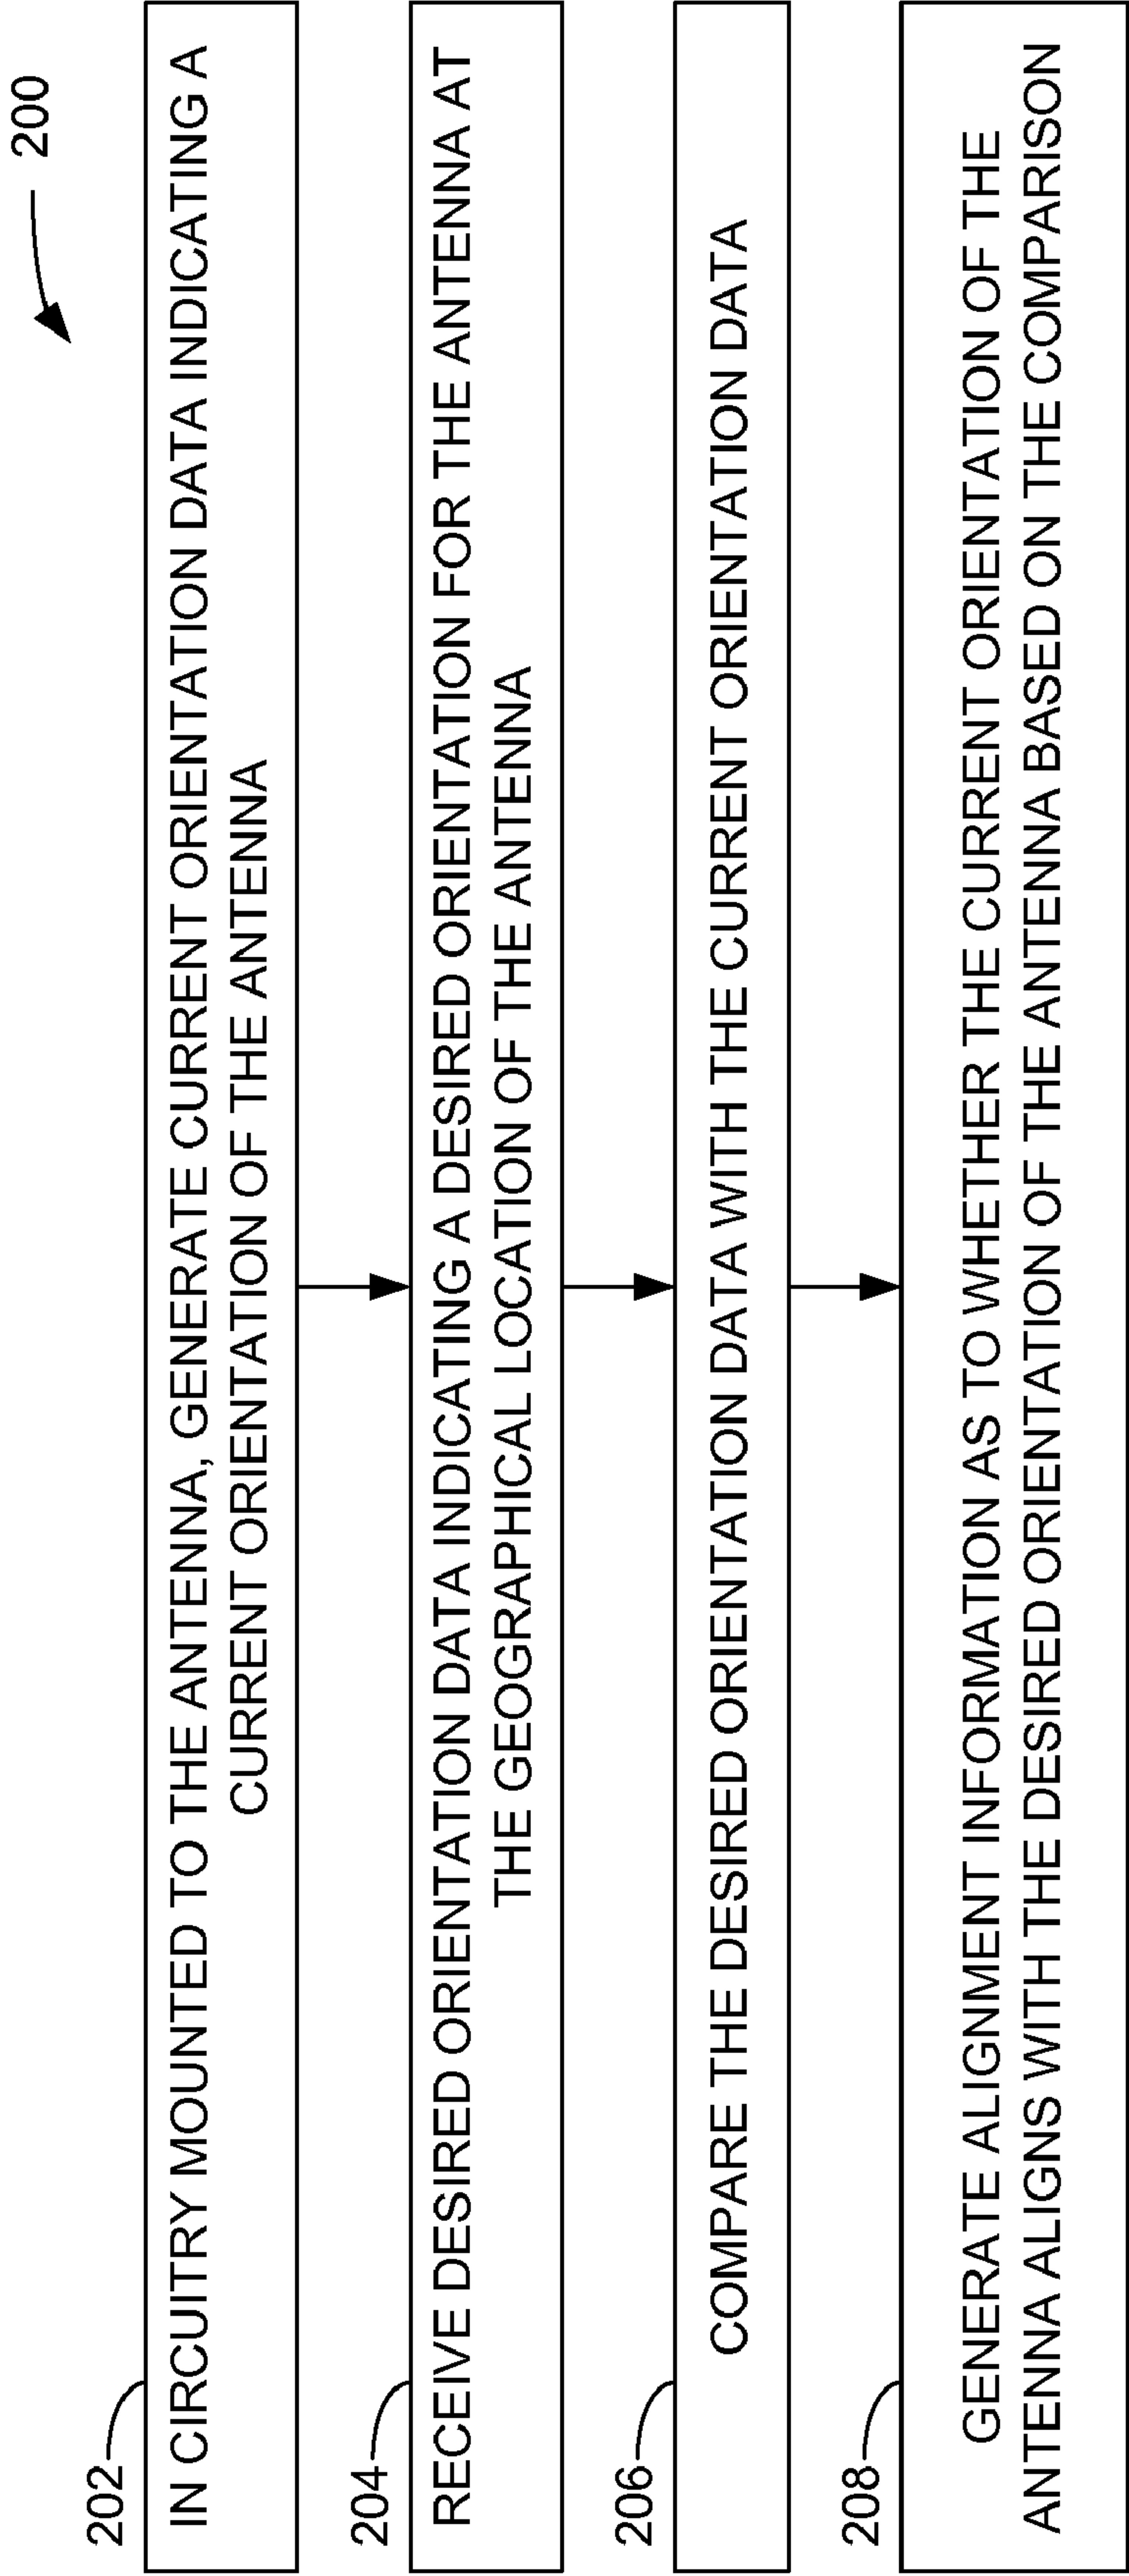 200
202
IN CIRCUITRY MOUNTED TO THE ANTENNA, GENERATE CURRENT ORIENTATION DATA INDICATING A
CURRENT ORIENTATION OF THE ANTENNA
204
RECEIVE DESIRED ORIENTATION DATA INDICATING A DESIRED ORIENTATION FOR THE ANTENNA AT
THE GEOGRAPHICAL LOCATION OF THE ANTENNA
206
COMPARE THE DESIRED ORIENTATION DATA WITH THE CURRENT ORIENTATION DATA
208
GENERATE ALIGNMENT INFORMATION AS TO WHETHER THE CURRENT ORIENTATION OF THE
ANTENNA ALIGNS WITH THE DESIRED ORIENTATION OF THE ANTENNA BASED ON THE COMPARISON